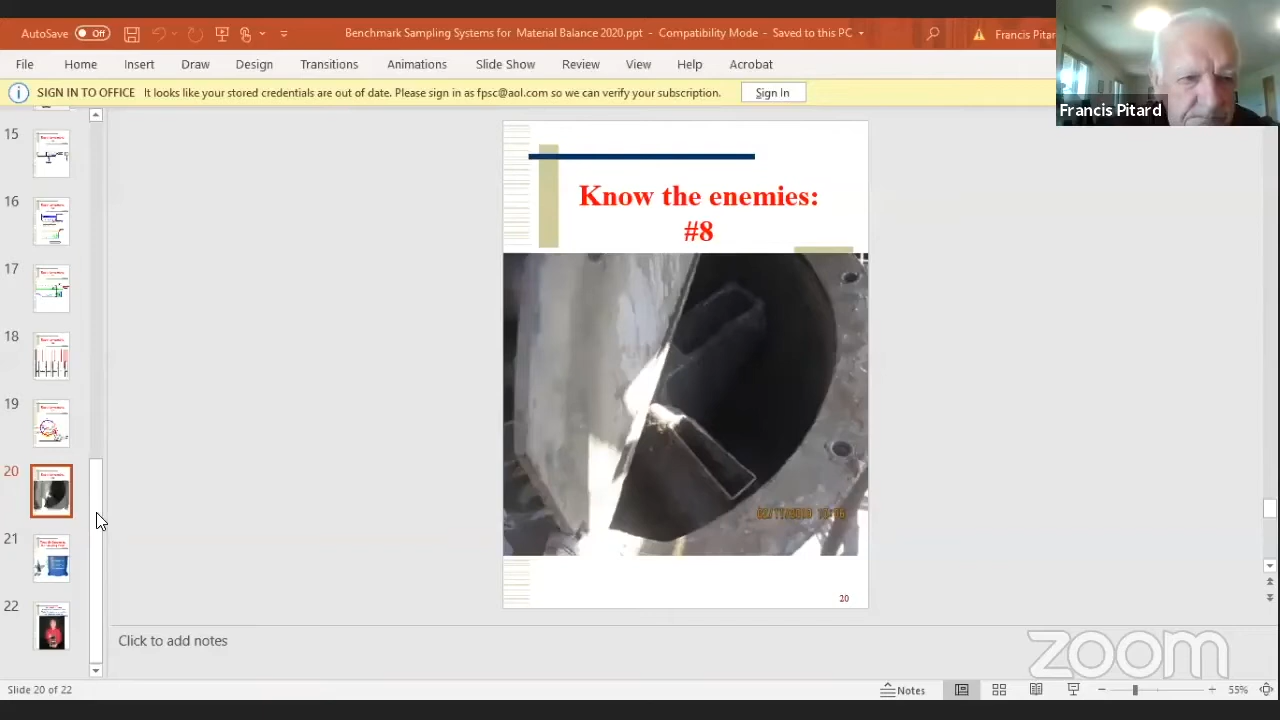 AutoSave Off
Benchmark Sampling Systems for Material Balance 2020.ppt - Compatibility Mode - Saved to this PC
Francis Pitard
File Home Insert Draw Design Transitions Animations Slide Show Review View Help Acrobat
SIGN IN TO OFFICE It looks like your stored credentials are out of date. Please sign in as fpsc@aol.com so we can verify your subscription. Sign In
Francis Pitard
15
16
17
18
19
20
21
22
Know the enemies:
#8
20
Click to add notes
zoom
Slide 20 of 22
Notes
55%